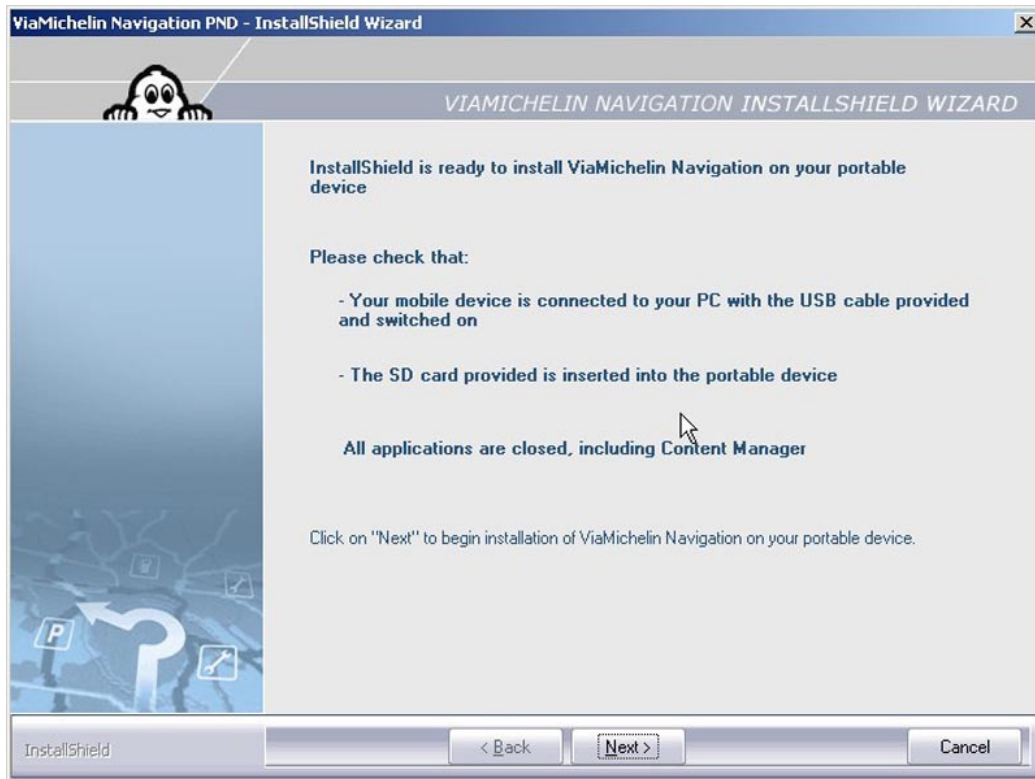 ViaMichelin Navigation PND - InstallShield Wizard
VIAMICHELIN NAVIGATION INSTALLSHIELD WIZARD
InstallShield is ready to install ViaMichelin Navigation on your portable
device
Please check that:
- Your mobile device is connected to your PC with the USB cable provided
and switched on
- The SD card provided is inserted into the portable device
All applications are closed, including Content Manager
Click on "Next" to begin installation of ViaMichelin Navigation on your portable device.
P
InstallShield
< Back
Next >
Cancel